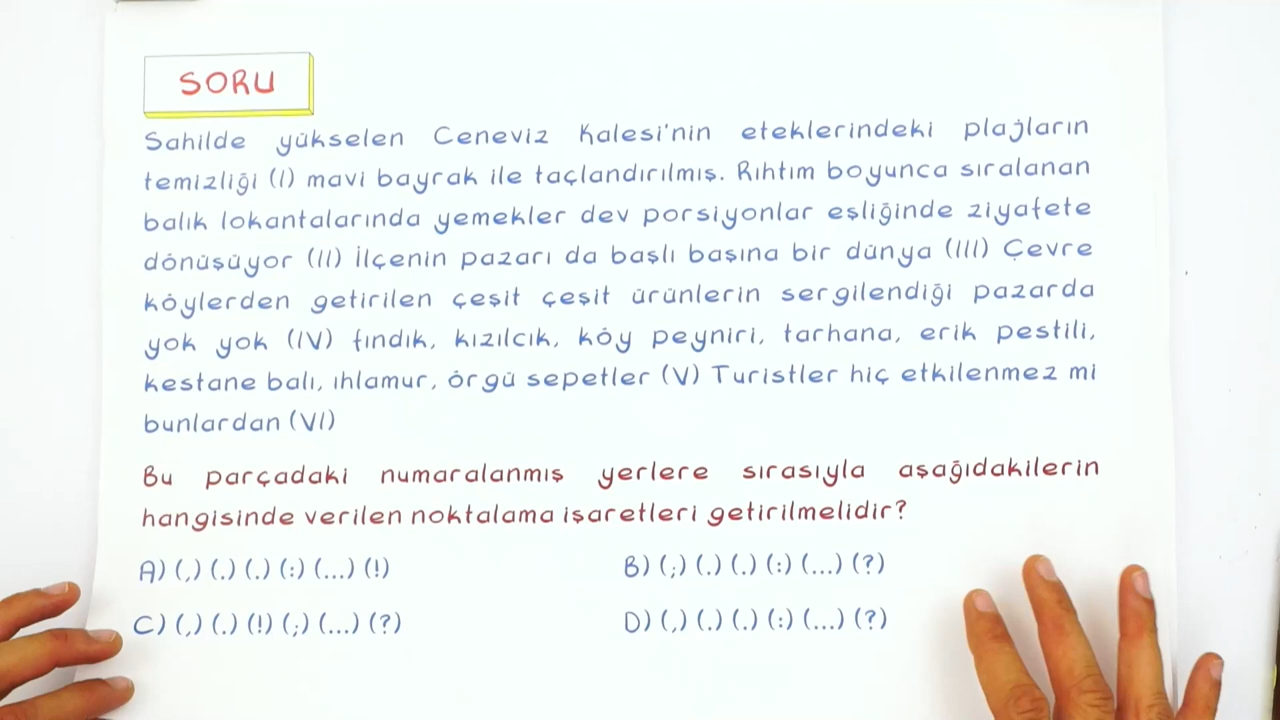 SORU
Sahilde yükselen Ceneviz Kalesi'nin eteklerindeki plajların
temizliği (I) mavi bayrak ile taçlandırılmış. Rıhtım boyunca sıralanan
balık lokantalarında yemekler dev porsiyonlar eşliğinde ziyafete
dönüşüyor (II) İlçenin pazarı da başlı başına bir dünya (III) Çevre
köylerden getirilen çeşit çeşit ürünlerin sergilendiği pazarda
yok yok (IV) fındık, kızılcık, köy peyniri, tarhana, erik pestili,
kestane balı, ıhlamur, örgü sepetler (V) Turistler hiç etkilenmez mi
bunlardan (VI)
Bu parçadaki numaralanmış yerlere sırasıyla aşağıdakilerin
hangisinde verilen noktalama işaretleri getirilmelidir?
A) (,) (.) (.) (:) (...) (!) B) (;) (.) (.) (:) (...) (?)
C) (,) (.) (!) (;) (...) (?) D) (,) (.) (.) (:) (...) (?)